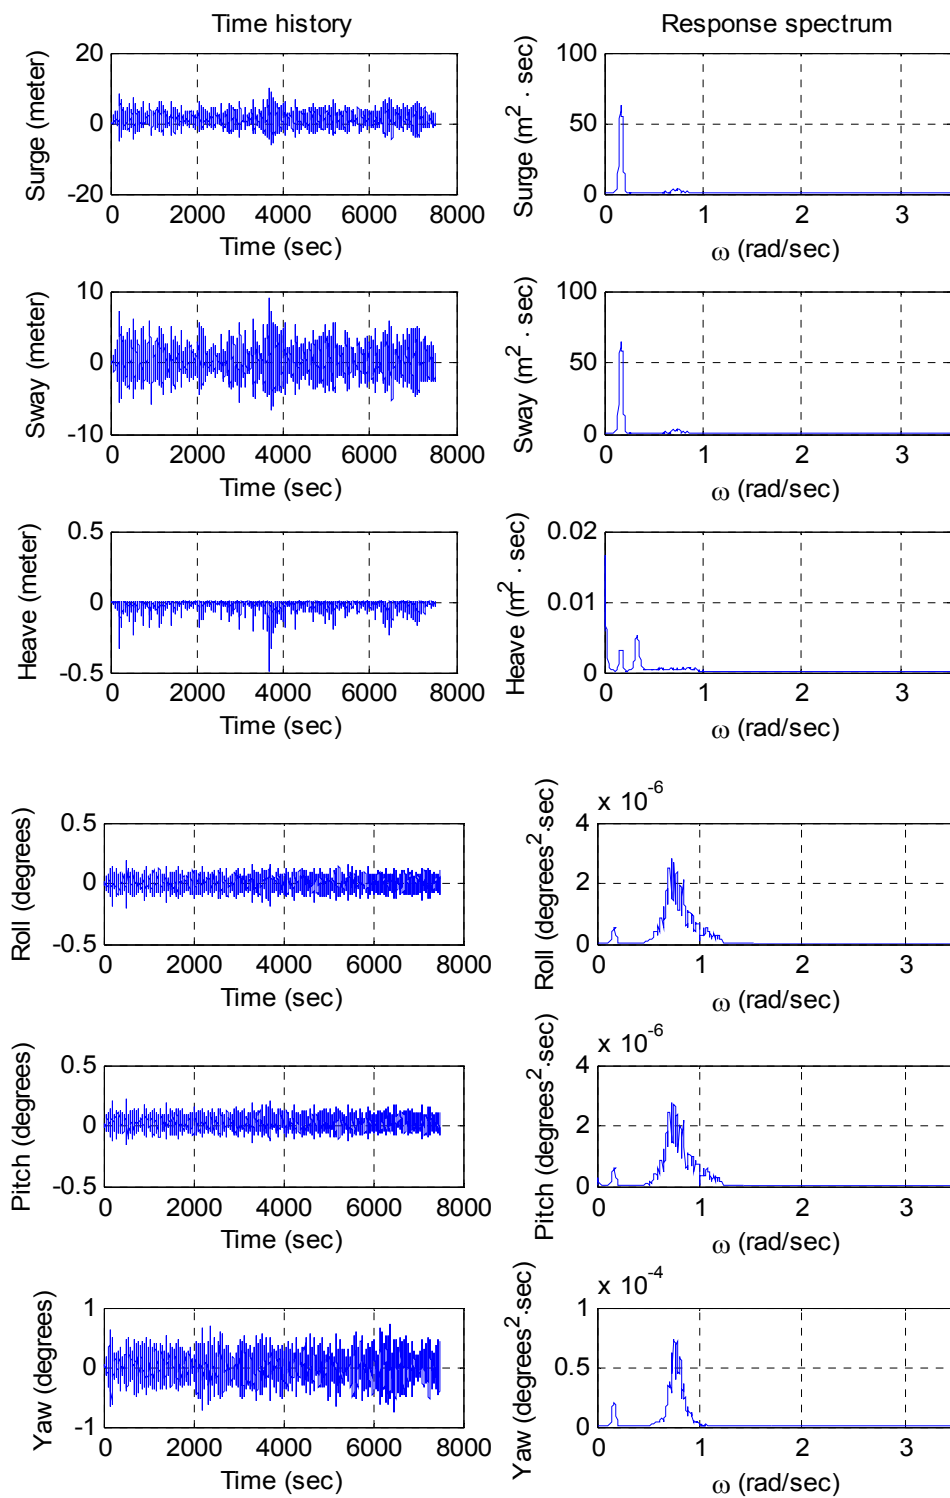 Time history
Response spectrum
Surge (meter)
20
0
-20
0 2000 4000 6000 8000
Time (sec)
Surge (m² · sec)
100
50
0
0 1 2 3
ω (rad/sec)
Sway (meter)
10
0
-10
0 2000 4000 6000 8000
Time (sec)
Sway (m² · sec)
100
50
0
0 1 2 3
ω (rad/sec)
Heave (meter)
0.5
0
-0.5
0 2000 4000 6000 8000
Time (sec)
Heave (m² · sec)
0.02
0.01
0
0 1 2 3
ω (rad/sec)
Roll (degrees)
0.5
0
-0.5
0 2000 4000 6000 8000
Time (sec)
x 10⁻⁶
Roll (degrees²·sec)
4
2
0
0 1 2 3
ω (rad/sec)
Pitch (degrees)
0.5
0
-0.5
0 2000 4000 6000 8000
Time (sec)
x 10⁻⁶
Pitch (degrees²·sec)
4
2
0
0 1 2 3
ω (rad/sec)
Yaw (degrees)
1
0
-1
0 2000 4000 6000 8000
Time (sec)
x 10⁻⁴
Yaw (degrees²·sec)
1
0.5
0
0 1 2 3
ω (rad/sec)